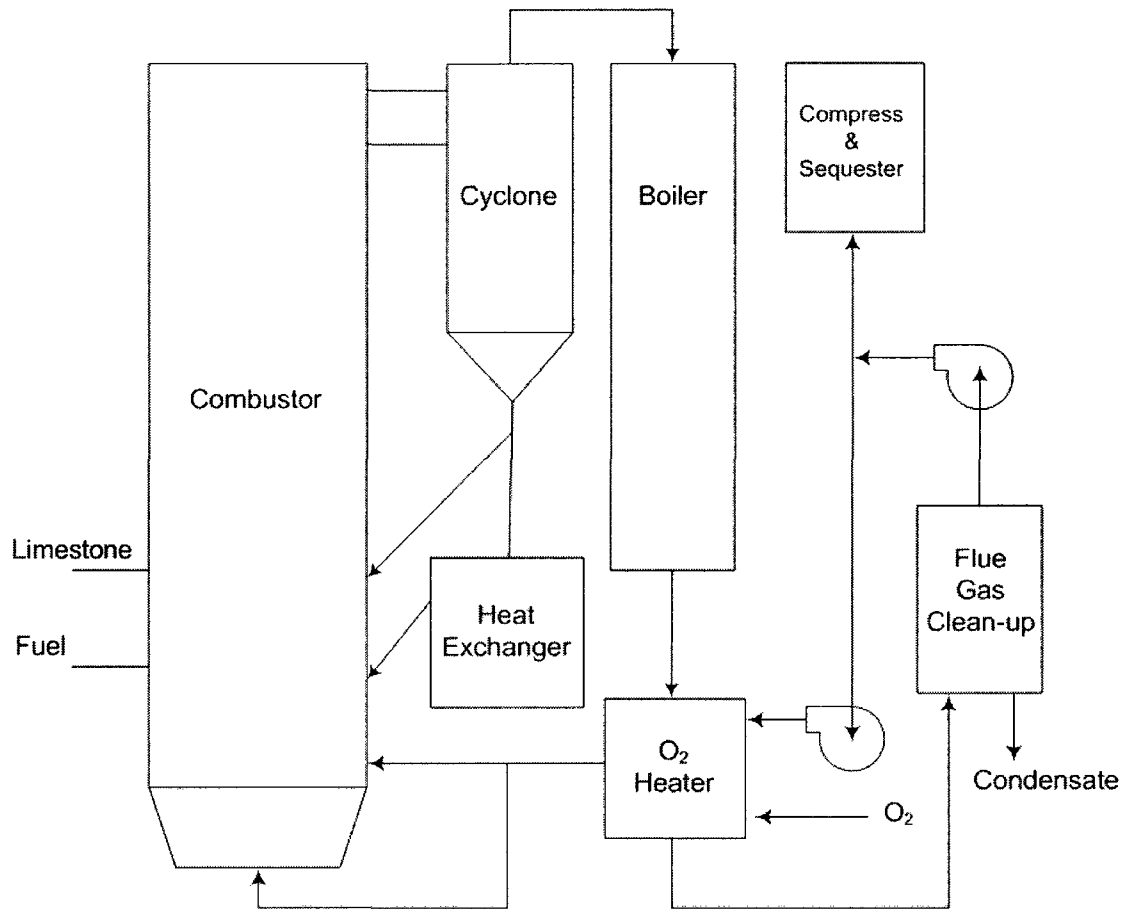 Compress
&
Sequester
Cyclone
Boiler
Combustor
Limestone
Fuel
Heat
Exchanger
Flue
Gas
Clean-up
O₂
Heater
O₂
Condensate